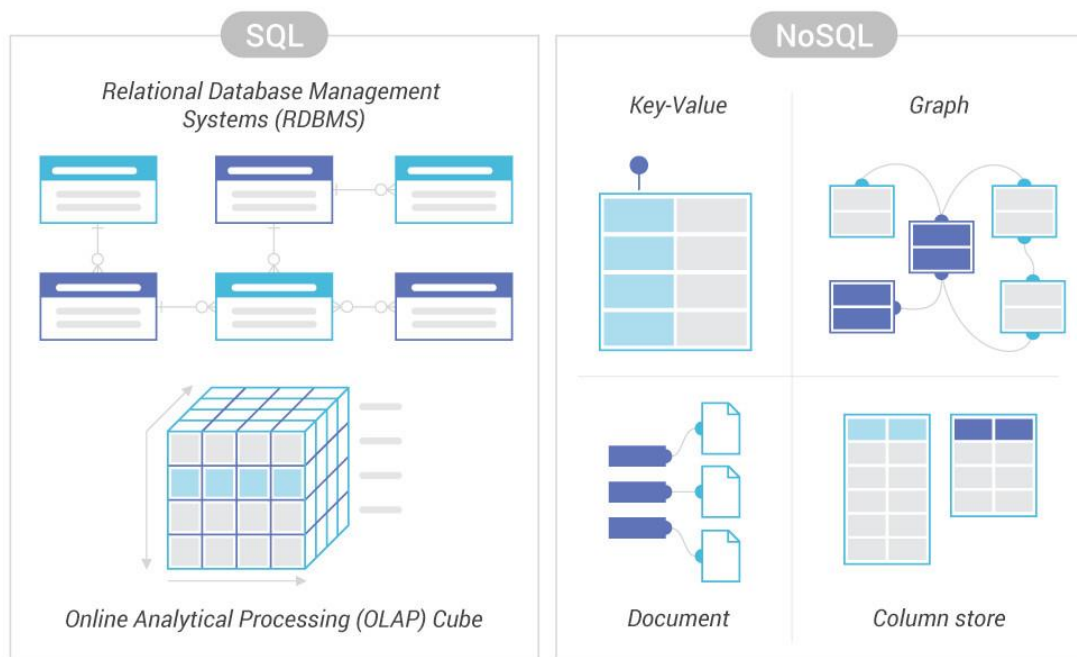 SQL
Relational Database Management
Systems (RDBMS)
Online Analytical Processing (OLAP) Cube
NoSQL
Key-Value
Graph
Document
Column store